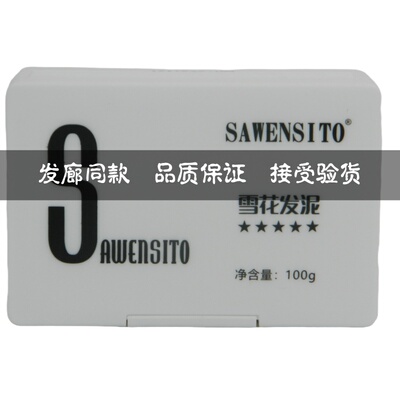 SAWENSITO®
发廊同款 品质保证 接受验货
SAWENSITO
雪花发泥
★★★★★
净含量：100g